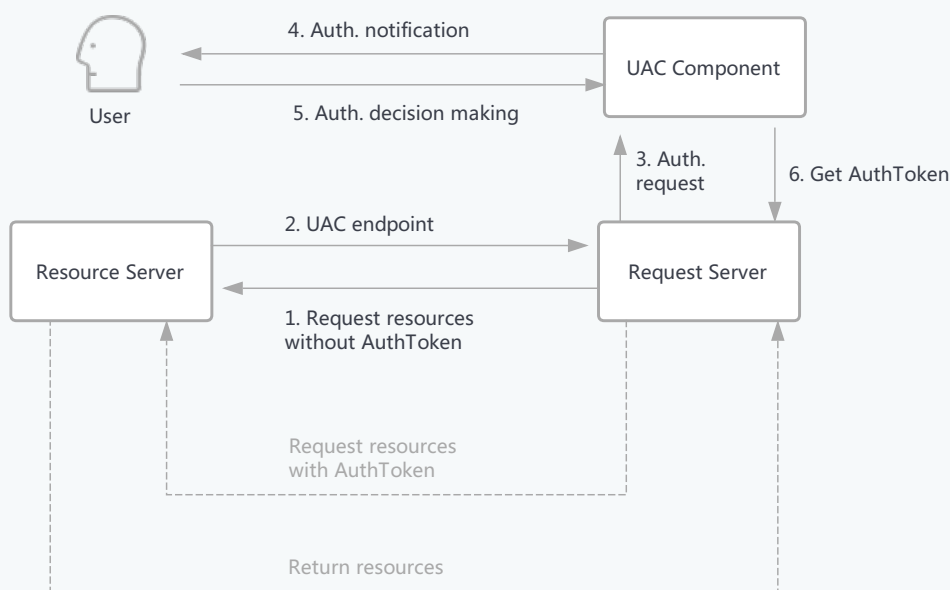 4. Auth. notification
UAC Component
User
5. Auth. decision making
3. Auth.
request
6. Get AuthToken
2. UAC endpoint
Resource Server
Request Server
1. Request resources
without AuthToken
Request resources
with AuthToken
Return resources